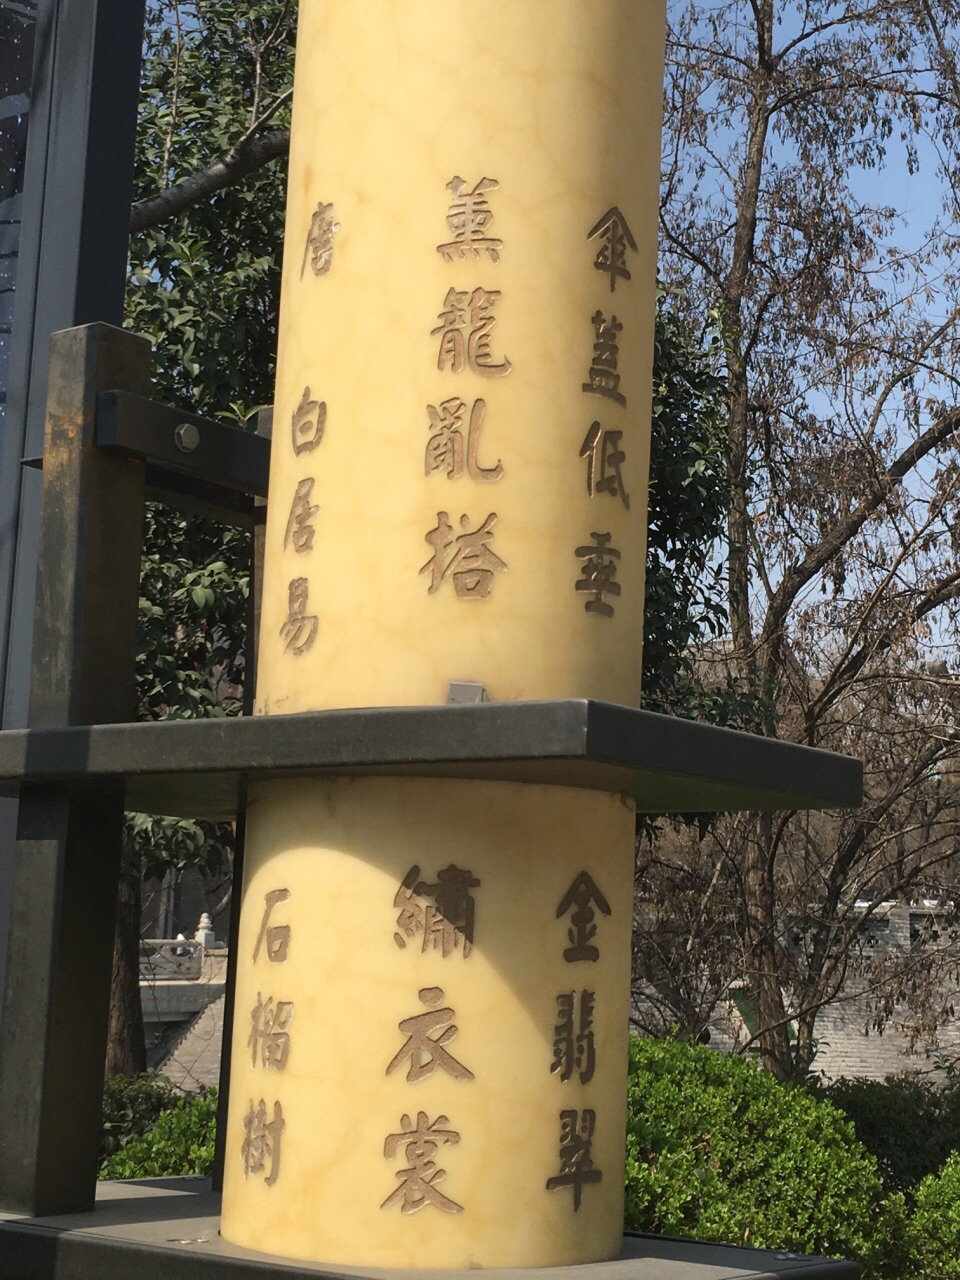 傘蓋低垂金翡翠
薰籠亂搭繡衣裳
唐 白居易 石榴樹